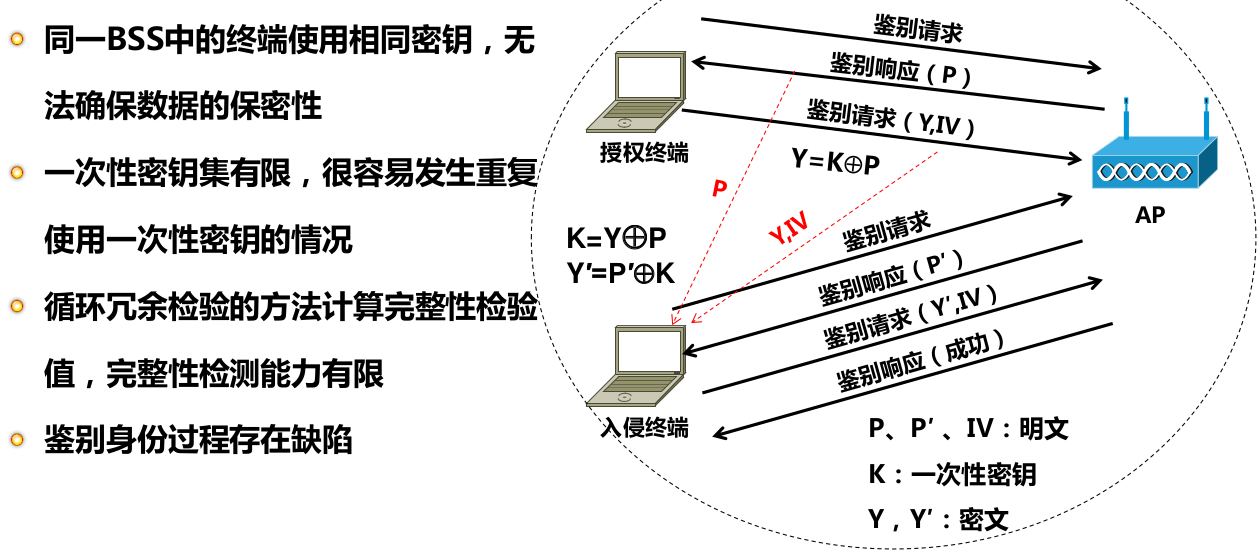 同一BSS中的终端使用相同密钥，无
法确保数据的保密性
一次性密钥集有限，很容易发生重复
使用一次性密钥的情况
循环冗余检验的方法计算完整性检验
值，完整性检测能力有限
鉴别身份过程存在缺陷
鉴别请求
鉴别响应（P）
鉴别请求（Y,IV）
授权终端
Y=K⊕P
AP
P
Y,IV
K=Y⊕P
Y′=P′⊕K
鉴别请求
鉴别响应（P′）
鉴别请求（Y′,IV）
鉴别响应（成功）
入侵终端
P、P′、IV：明文
K：一次性密钥
Y，Y′：密文